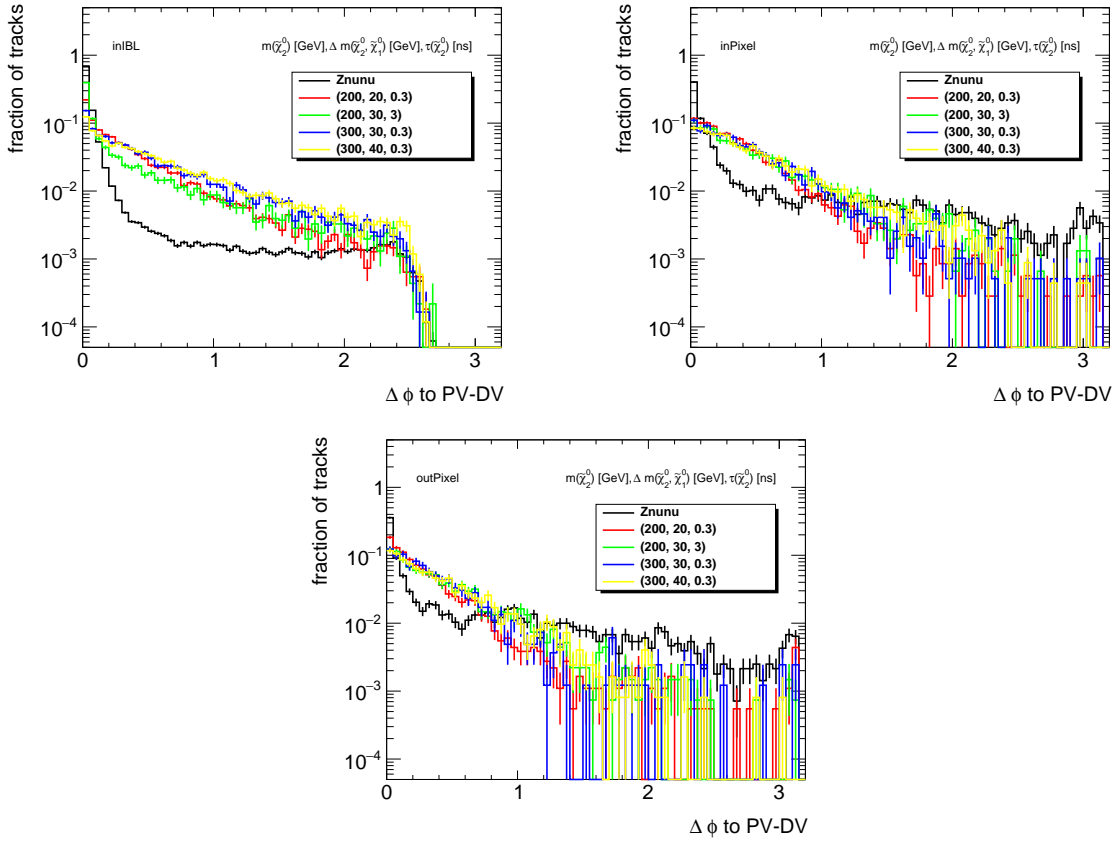 fraction of tracks
inIBL
m(χ̃⁰₂) [GeV], Δ m(χ̃⁰₂, χ̃⁰₁) [GeV], τ(χ̃⁰₂) [ns]
Znunu
(200, 20, 0.3)
(200, 30, 3)
(300, 30, 0.3)
(300, 40, 0.3)
1
10⁻¹
10⁻²
10⁻³
10⁻⁴
0 1 2 3
Δ ϕ to PV-DV
fraction of tracks
inPixel
m(χ̃⁰₂) [GeV], Δ m(χ̃⁰₂, χ̃⁰₁) [GeV], τ(χ̃⁰₂) [ns]
Znunu
(200, 20, 0.3)
(200, 30, 3)
(300, 30, 0.3)
(300, 40, 0.3)
1
10⁻¹
10⁻²
10⁻³
10⁻⁴
0 1 2 3
Δ ϕ to PV-DV
fraction of tracks
outPixel
m(χ̃⁰₂) [GeV], Δ m(χ̃⁰₂, χ̃⁰₁) [GeV], τ(χ̃⁰₂) [ns]
Znunu
(200, 20, 0.3)
(200, 30, 3)
(300, 30, 0.3)
(300, 40, 0.3)
1
10⁻¹
10⁻²
10⁻³
10⁻⁴
0 1 2 3
Δ ϕ to PV-DV